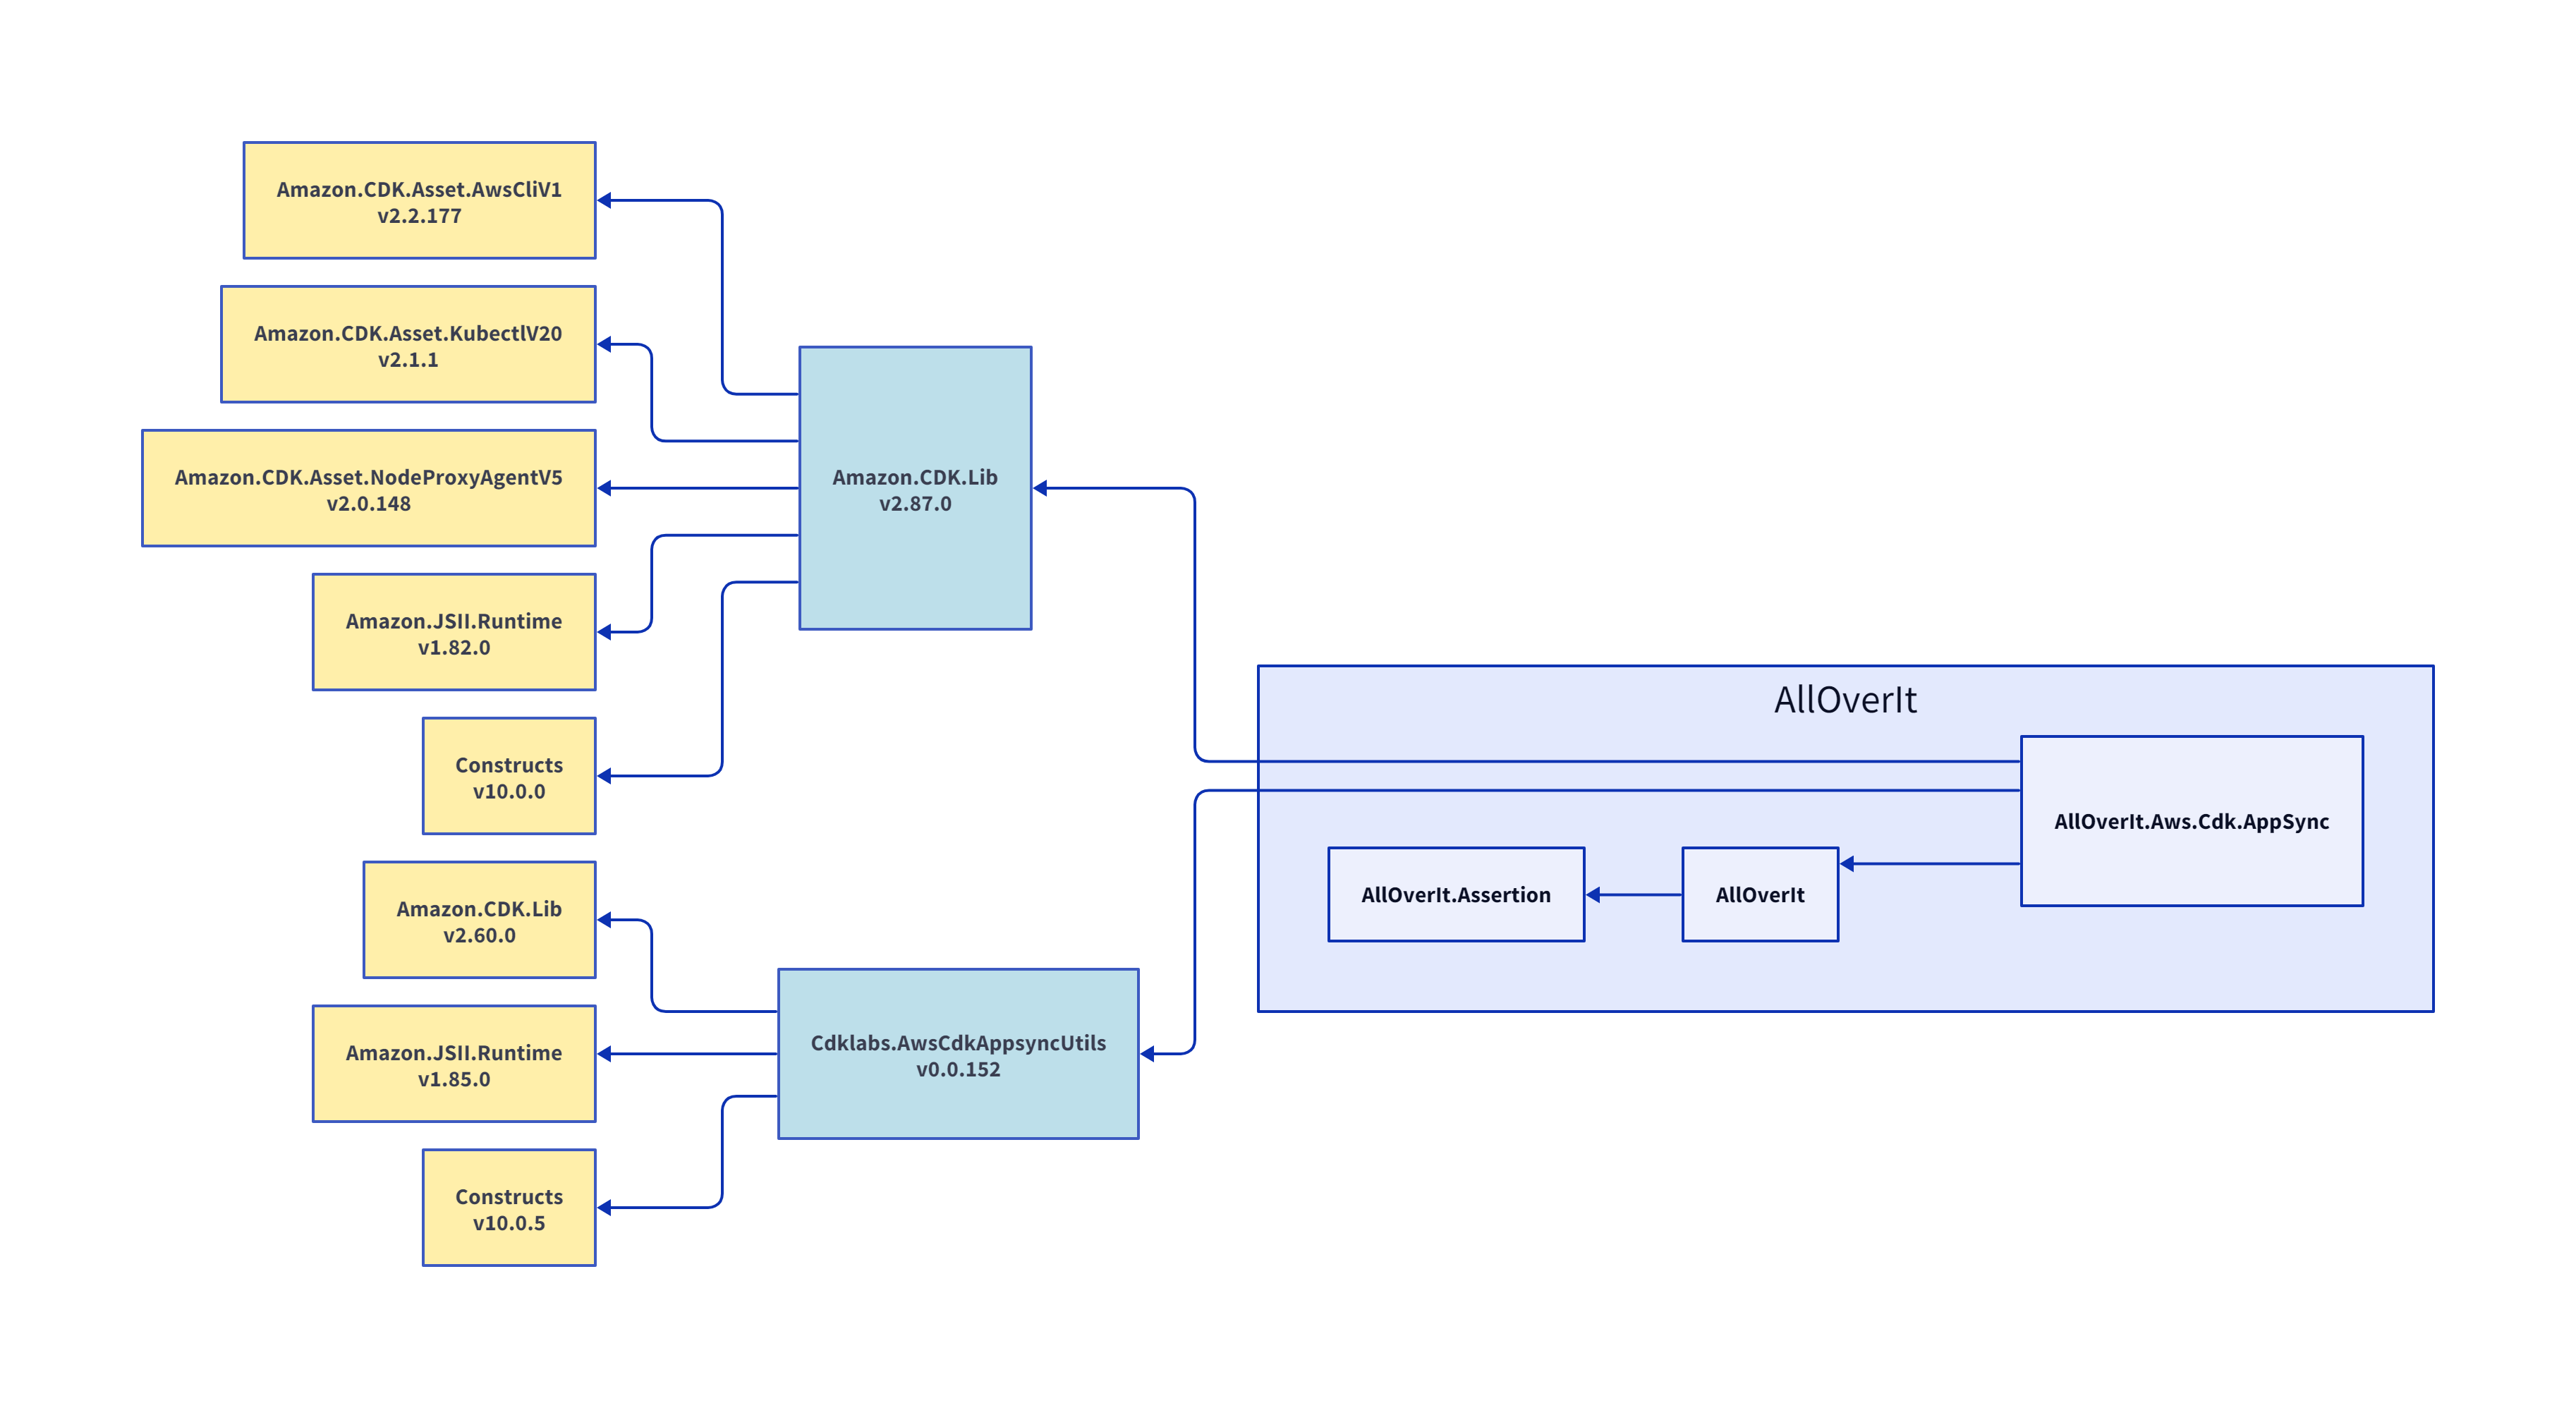 Amazon.CDK.Asset.AwsCliV1
v2.2.177
Amazon.CDK.Asset.KubectlV20
v2.1.1
Amazon.CDK.Asset.NodeProxyAgentV5
v2.0.148
Amazon.JSII.Runtime
v1.82.0
Constructs
v10.0.0
Amazon.CDK.Lib
v2.60.0
Amazon.JSII.Runtime
v1.85.0
Constructs
v10.0.5
Amazon.CDK.Lib
v2.87.0
Cdklabs.AwsCdkAppsyncUtils
v0.0.152
AllOverIt
AllOverIt.Assertion
AllOverIt
AllOverIt.Aws.Cdk.AppSync